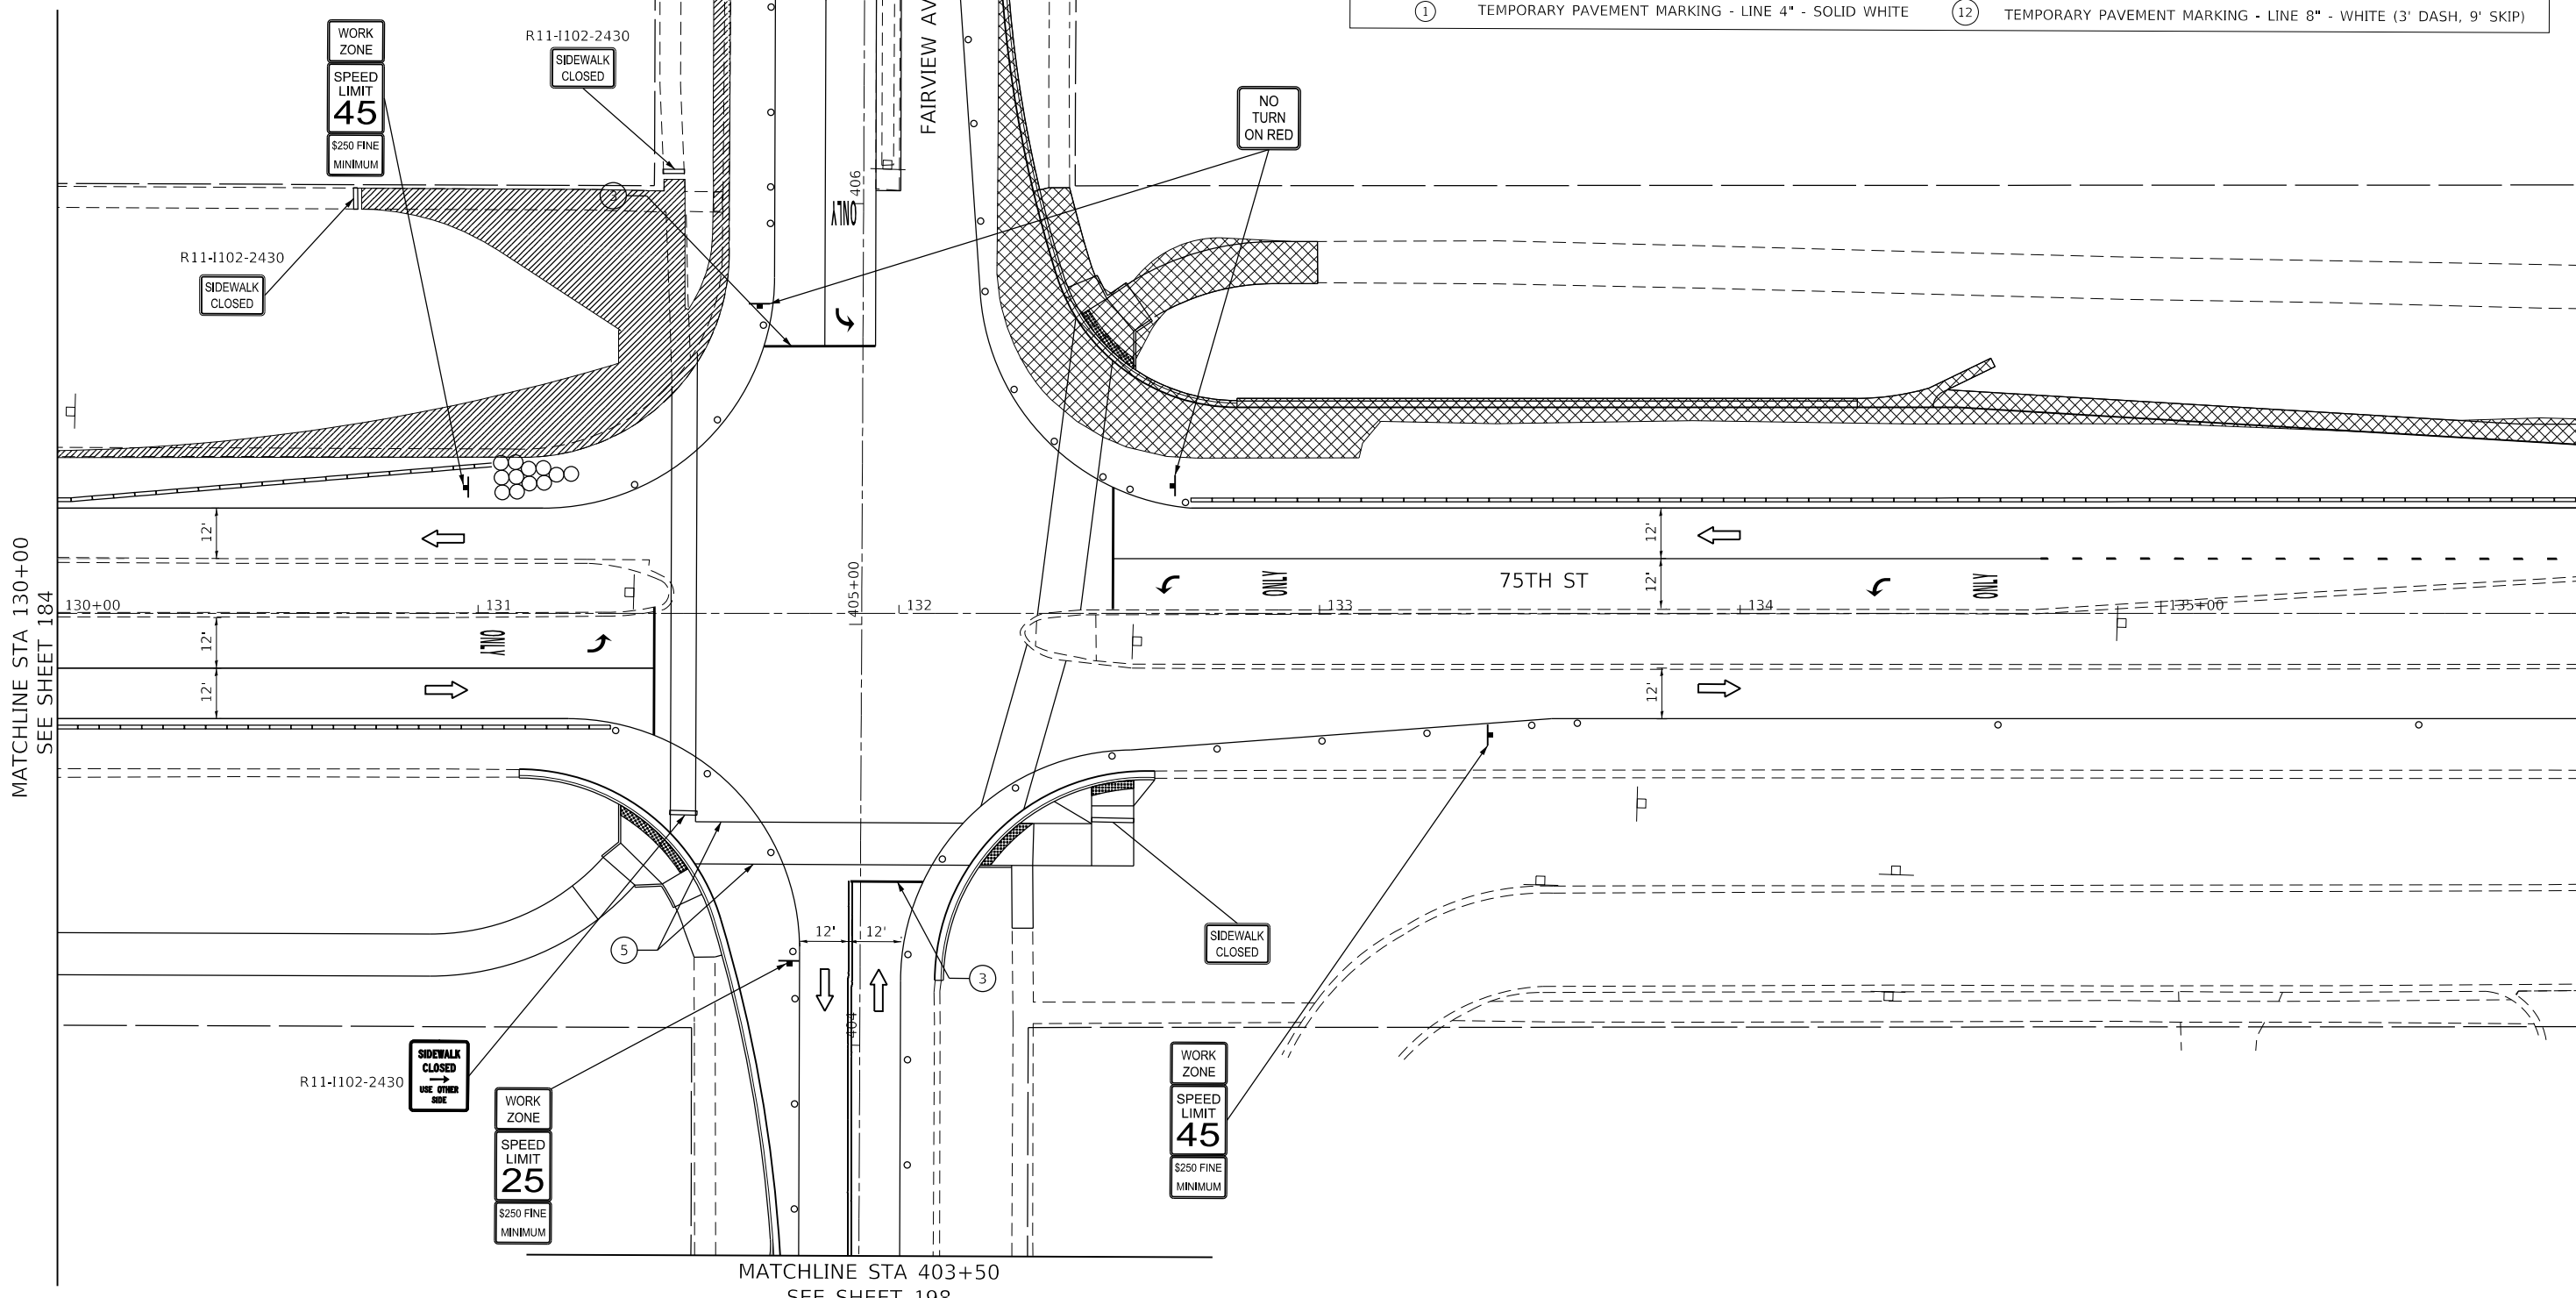 1 TEMPORARY PAVEMENT MARKING - LINE 4" - SOLID WHITE
12 TEMPORARY PAVEMENT MARKING - LINE 8" - WHITE (3' DASH, 9' SKIP)
WORK
ZONE
SPEED
LIMIT
45
$250 FINE
MINIMUM
R11-I102-2430
SIDEWALK
CLOSED
FAIRVIEW AV
NO
TURN
ON RED
406
ONLY
3
R11-I102-2430
SIDEWALK
CLOSED
MATCHLINE STA 130+00
SEE SHEET 184
12'
12'
12'
130+00
131
ONLY
405+00
132
12'
12'
12'
75TH ST
ONLY
133
134
ONLY
135+00
5
12'
12'
3
404
SIDEWALK
CLOSED
R11-I102-2430
SIDEWALK
CLOSED
USE OTHER
SIDE
WORK
ZONE
SPEED
LIMIT
25
$250 FINE
MINIMUM
WORK
ZONE
SPEED
LIMIT
45
$250 FINE
MINIMUM
MATCHLINE STA 403+50
SEE SHEET 198